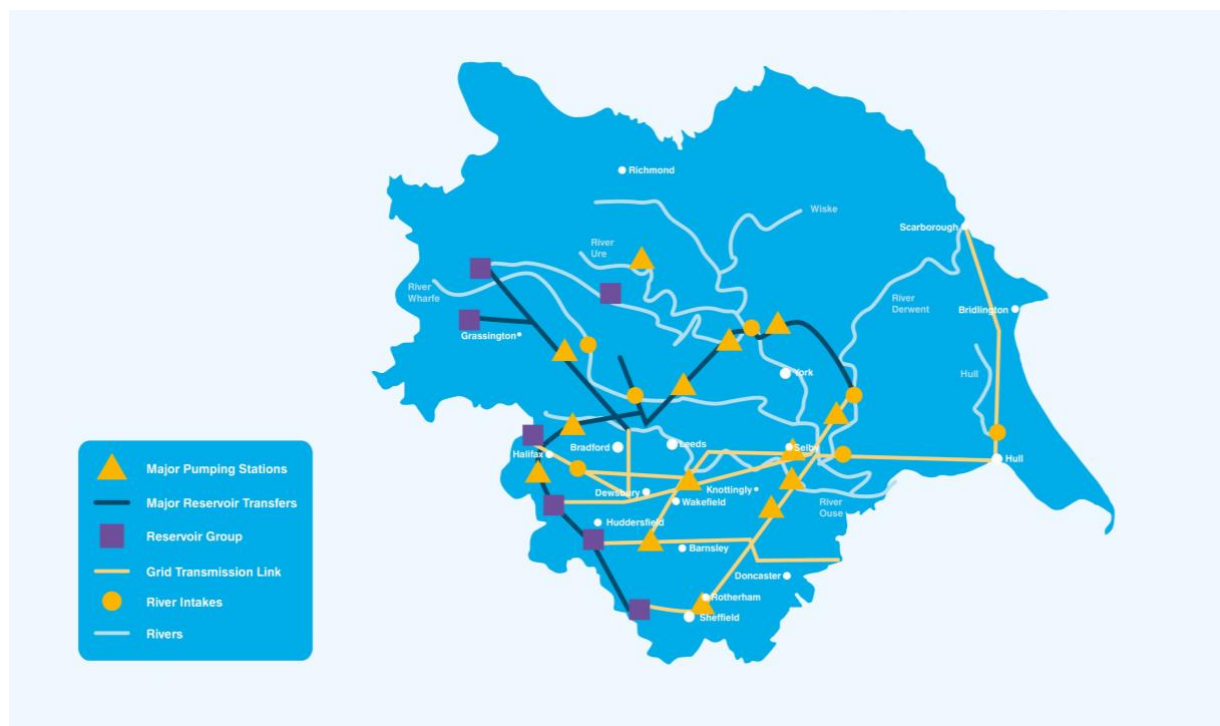 Richmond
Wiske
Scarborough
River
Ure
River
Wharfe
River
Derwent
Bridlington
Grassington
York
Hull
Bradford
Leeds
Selby
Halifax
Hull
Dewsbury
Knottingly
Wakefield
River
Ouse
Huddersfield
Barnsley
Doncaster
Rotherham
Sheffield
Major Pumping Stations
Major Reservoir Transfers
Reservoir Group
Grid Transmission Link
River Intakes
Rivers